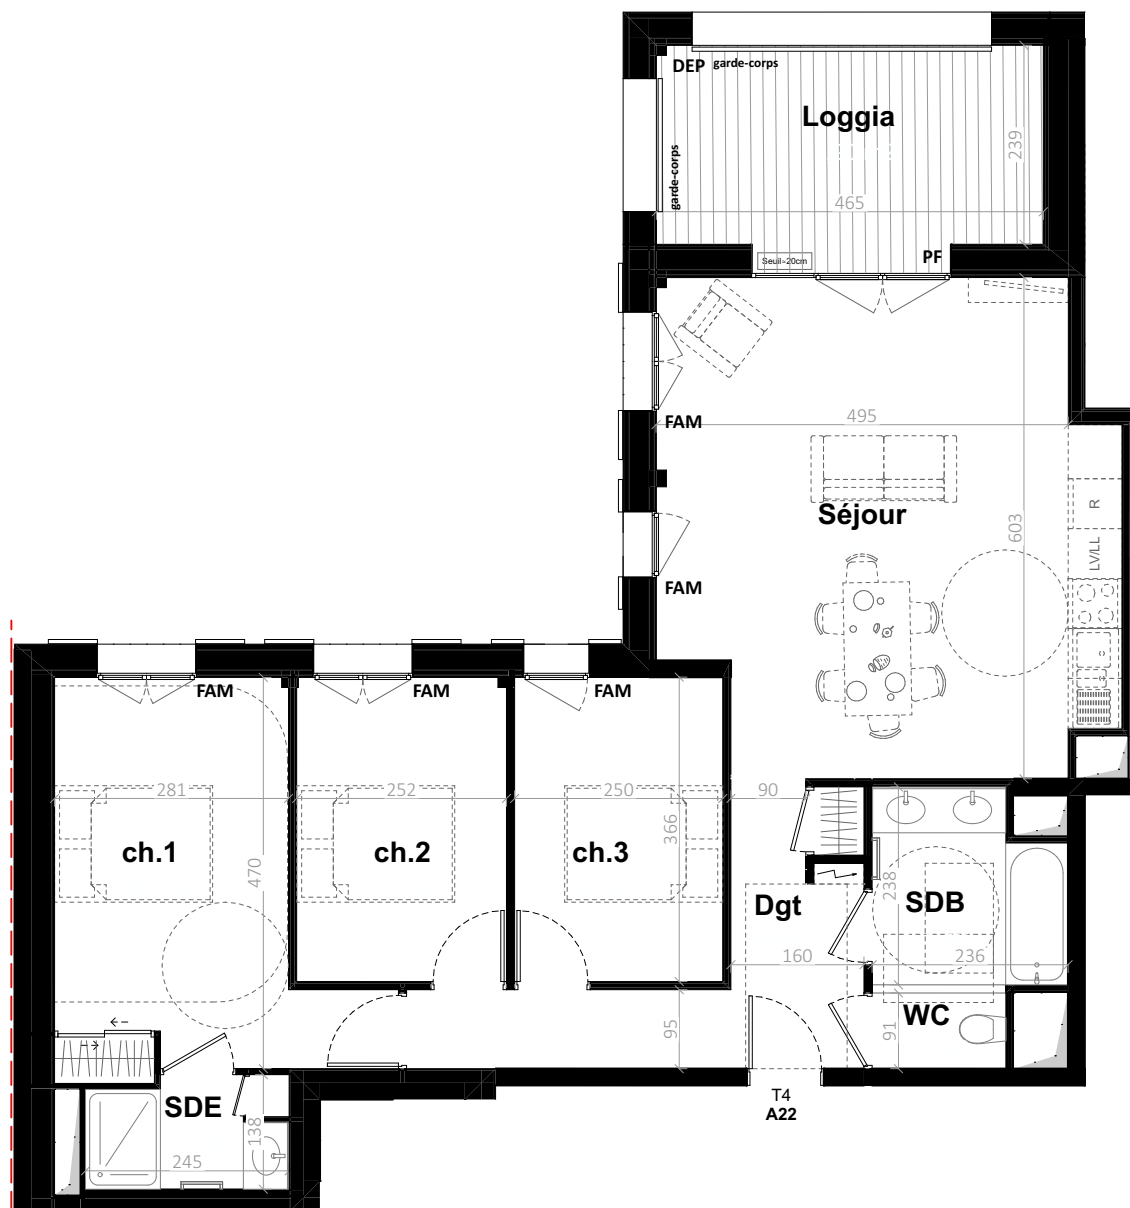 DEP garde-corps
Loggia
239
garde-corps
465
Seuil≈20cm
PF
FAM
495
Séjour
R
603
LV/LL
FAM
FAM
FAM
FAM
281
252
250
90
366
ch.1
ch.2
ch.3
470
Dgt
238
SDB
160
236
95
91
WC
SDE
138
245
T4
A22